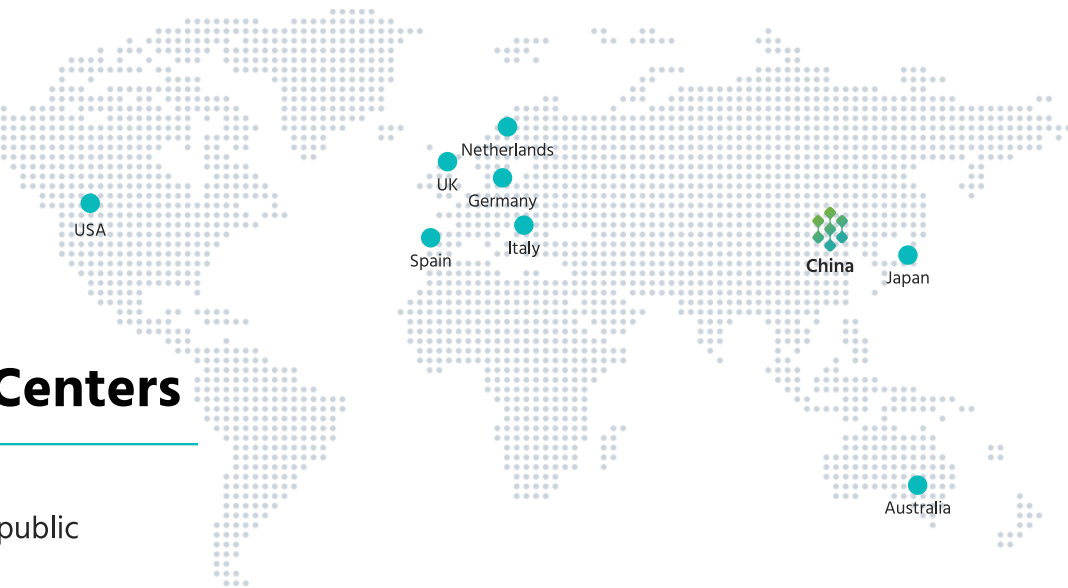 Netherlands
UK
Germany
USA
Italy
Spain
China
Japan
Centers
Australia
public